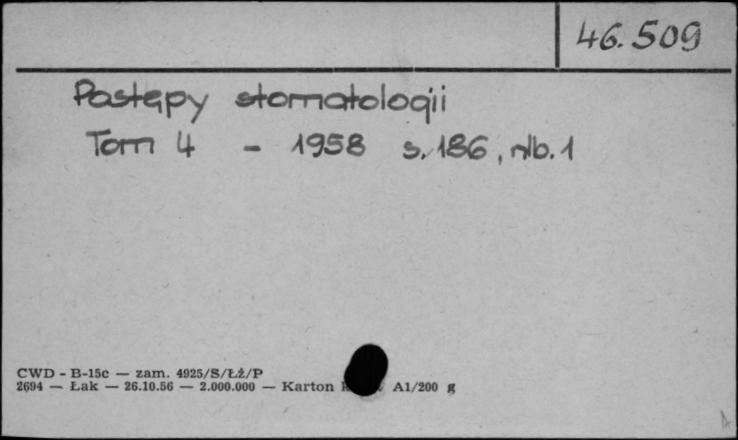 46.509
Postępy stomatologii
Tom 4 - 1958 s. 186, nlb. 1
CWD - B-15c — zam. 4925/S/Łż/P
2694 — Łak — 26.10.56 — 2.000.000 — Karton A1/200 g